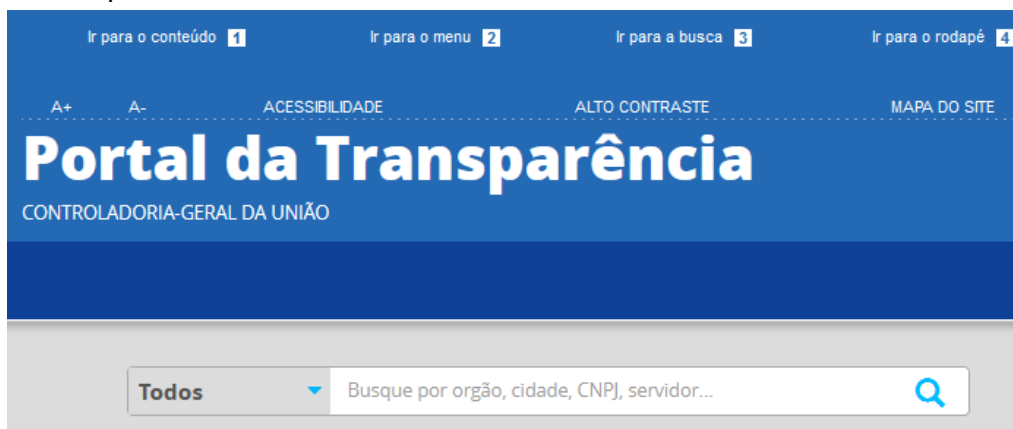 Ir para o conteúdo 1 Ir para o menu 2 Ir para a busca 3 Ir para o rodapé 4
A+ A- ACESSIBILIDADE ALTO CONTRASTE MAPA DO SITE
Portal da Transparência
CONTROLADORIA-GERAL DA UNIÃO
Todos Busque por orgão, cidade, CNPJ, servidor...